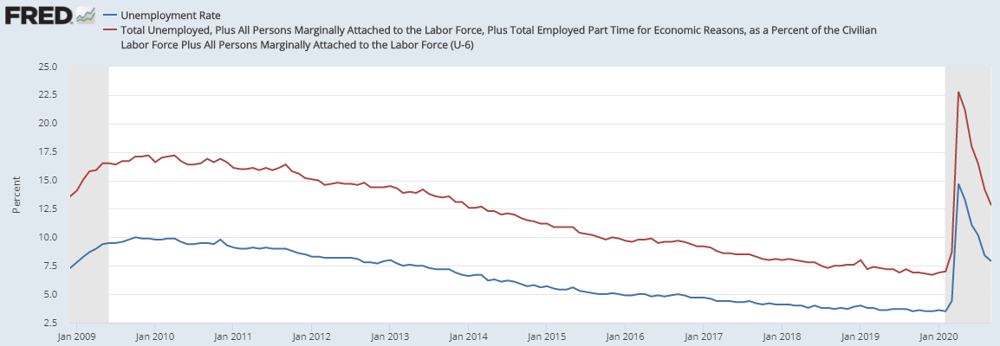 FRED
Unemployment Rate
Total Unemployed, Plus All Persons Marginally Attached to the Labor Force, Plus Total Employed Part Time for Economic Reasons, as a Percent of the Civilian
Labor Force Plus All Persons Marginally Attached to the Labor Force (U-6)
25.0
22.5
20.0
17.5
15.0
12.5
10.0
7.5
5.0
2.5
Percent
Jan 2009 Jan 2010 Jan 2011 Jan 2012 Jan 2013 Jan 2014 Jan 2015 Jan 2016 Jan 2017 Jan 2018 Jan 2019 Jan 2020